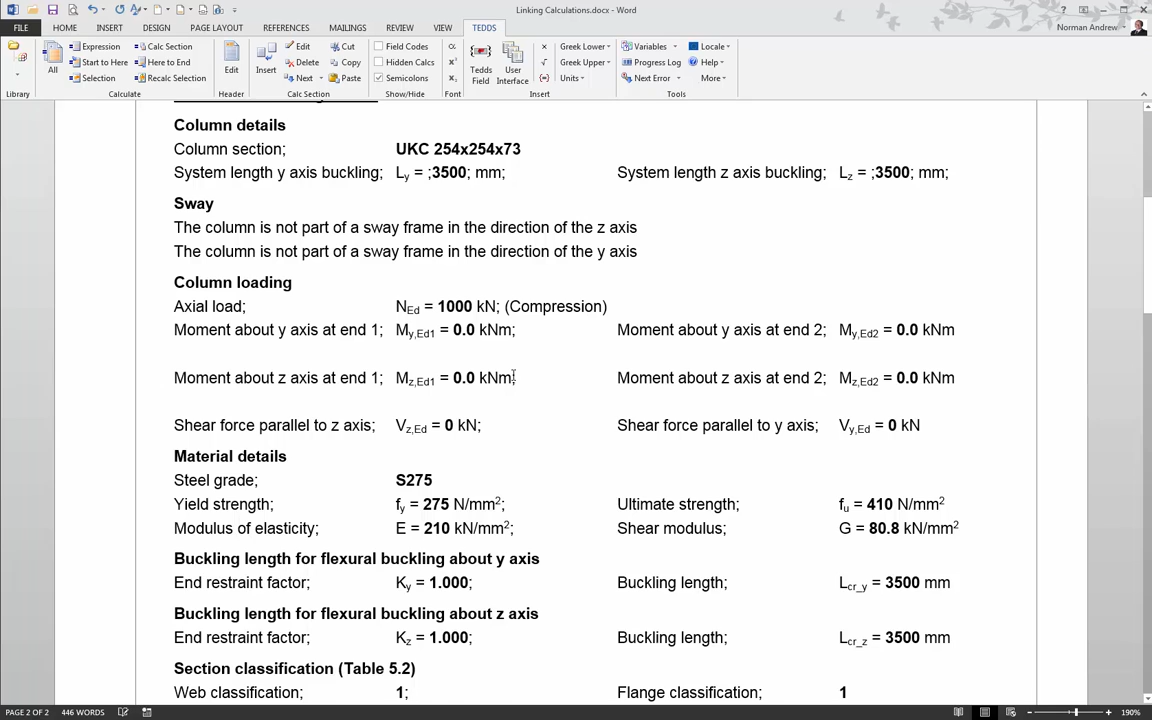 Linking Calculations.docx - Word
FILE HOME INSERT DESIGN PAGE LAYOUT REFERENCES MAILINGS REVIEW VIEW TEDDS Norman Andrew
Expression Calc Section Edit Cut Field Codes α Greek Lower Variables Locale
All Start to Here Here to End Edit Insert Delete Copy Hidden Calcs Tedds Field User Interface Greek Upper Progress Log Help
Selection Recalc Selection Next Paste Semicolons Units Next Error More
Library Calculate Header Calc Section Show/Hide Font Insert Tools
Column details
Column section; UKC 254x254x73
System length y axis buckling; Ly = ;3500; mm; System length z axis buckling; Lz = ;3500; mm;
Sway
The column is not part of a sway frame in the direction of the z axis
The column is not part of a sway frame in the direction of the y axis
Column loading
Axial load; NEd = 1000 kN; (Compression)
Moment about y axis at end 1; My,Ed1 = 0.0 kNm; Moment about y axis at end 2; My,Ed2 = 0.0 kNm
Moment about z axis at end 1; Mz,Ed1 = 0.0 kNm; Moment about z axis at end 2; Mz,Ed2 = 0.0 kNm
Shear force parallel to z axis; Vz,Ed = 0 kN; Shear force parallel to y axis; Vy,Ed = 0 kN
Material details
Steel grade; S275
Yield strength; fy = 275 N/mm²; Ultimate strength; fu = 410 N/mm²
Modulus of elasticity; E = 210 kN/mm²; Shear modulus; G = 80.8 kN/mm²
Buckling length for flexural buckling about y axis
End restraint factor; Ky = 1.000; Buckling length; Lcr_y = 3500 mm
Buckling length for flexural buckling about z axis
End restraint factor; Kz = 1.000; Buckling length; Lcr_z = 3500 mm
Section classification (Table 5.2)
Web classification; 1; Flange classification; 1
PAGE 2 OF 2 446 WORDS 190%